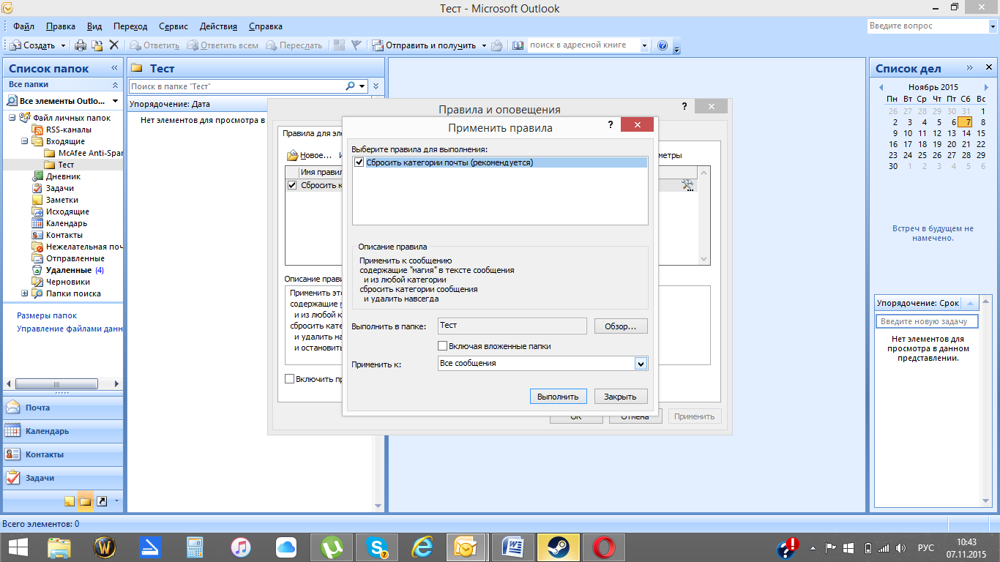 Тест - Microsoft Outlook
Файл Правка Вид Переход Сервис Действия Справка
Введите вопрос
Создать Ответить Ответить всем Переслать Отправить и получить поиск в адресной книге
Список папок
Все папки
Все элементы Outlo...
Файл личных папок
RSS-каналы
Входящие
McAfee Anti-Spar
Тест
Дневник
Задачи
Заметки
Исходящие
Календарь
Контакты
Нежелательная поч
Отправленные
Удаленные (4)
Черновики
Папки поиска
Размеры папок
Управление файлами данн
Почта
Календарь
Контакты
Задачи
Тест
Поиск в папке "Тест"
Упорядочение: Дата
Нет элементов для просмотра в
Правила и оповещения
Правила для эле
Новое...
метры
Имя правил
Сбросить к
Описание прави
Применить это
содержащие м
и из любой к
сбросить кате
и удалить на
и остановить
Включить пр
ОК Отмена Применить
Применить правила
Выберите правила для выполнения:
Сбросить категории почты (рекомендуется)
Описание правила
Применить к сообщению
содержащие "магия" в тексте сообщения
и из любой категории
сбросить категории сообщения
и удалить навсегда
Выполнить в папке: Тест Обзор...
Включая вложенные папки
Применить к: Все сообщения
Выполнить Закрыть
Список дел
Ноябрь 2015
Пн Вт Ср Чт Пт Сб Вс
26 27 28 29 30 31 1
2 3 4 5 6 7 8
9 10 11 12 13 14 15
16 17 18 19 20 21 22
23 24 25 26 27 28 29
30 1 2 3 4 5 6
Встреч в будущем не
намечено.
Упорядочение: Срок
Введите новую задачу
Нет элементов для
просмотра в данном
представлении.
Всего элементов: 0
7
РУС
10:43
07.11.2015